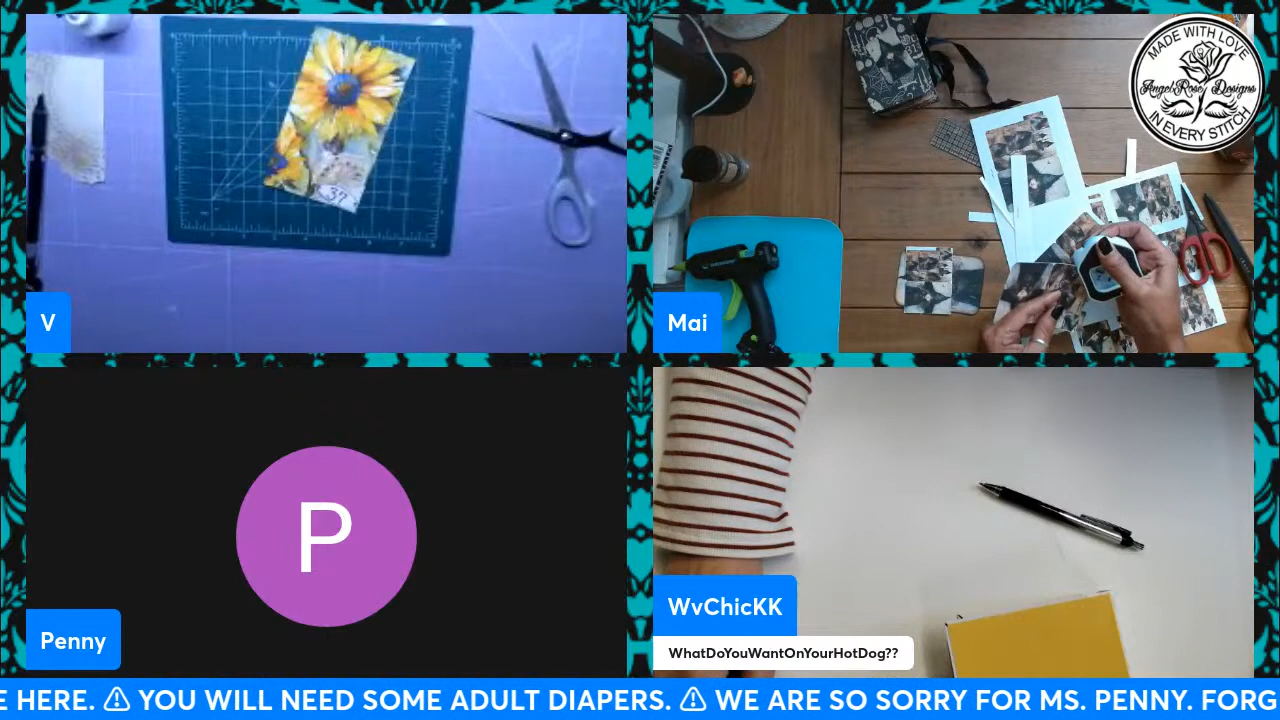 37
V
MADE WITH LOVE
AngelRose Designs
IN EVERY STITCH
Mai
P
Penny
WvChicKK
WhatDoYouWantOnYourHotDog??
E HERE. ⚠ YOU WILL NEED SOME ADULT DIAPERS. ⚠ WE ARE SO SORRY FOR MS. PENNY. FORG